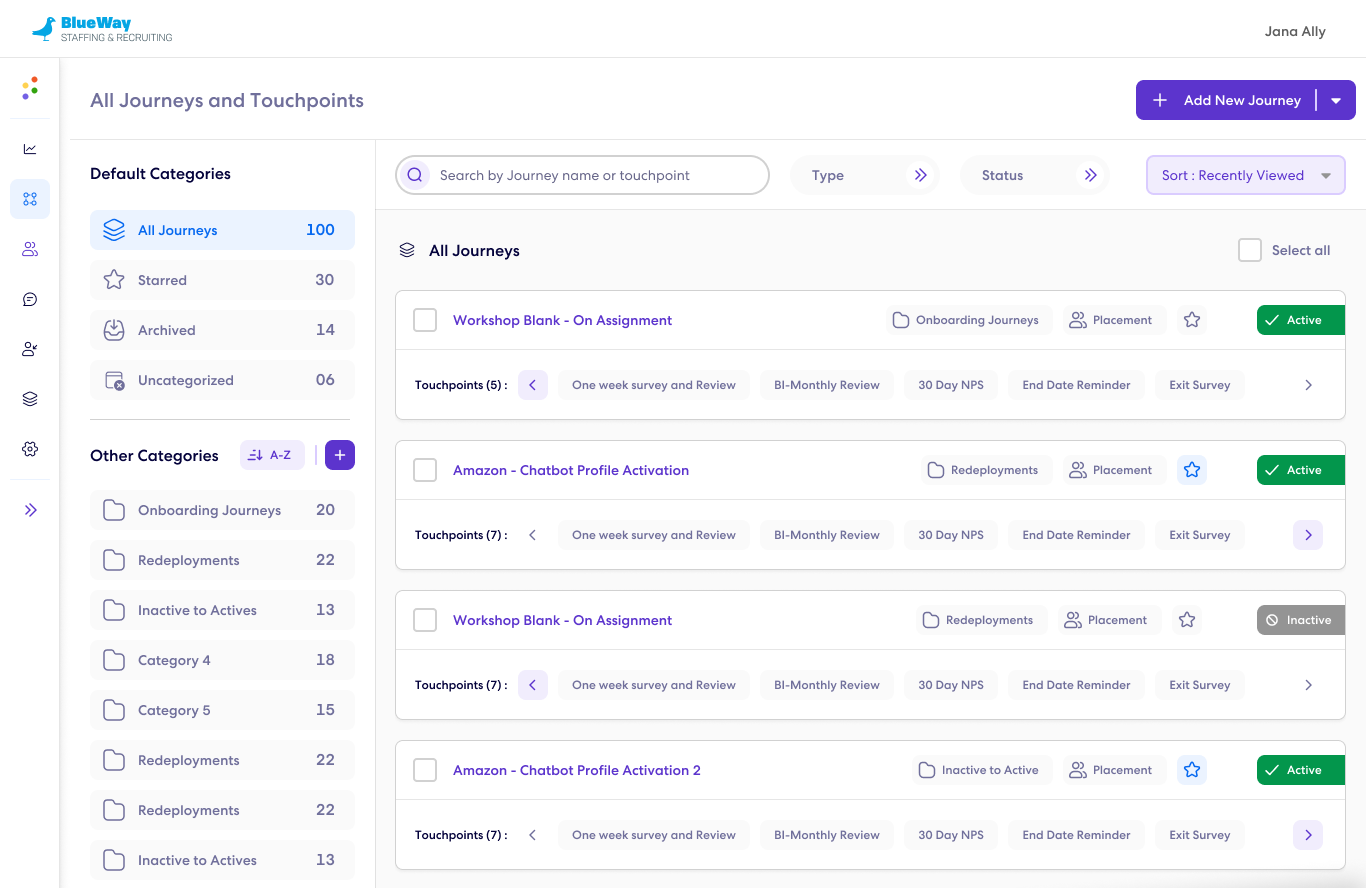 BlueWay
STAFFING & RECRUITING
Jana Ally
All Journeys and Touchpoints
Add New Journey
Default Categories
All Journeys 100
Starred 30
Archived 14
Uncategorized 06
Other Categories A-Z
Onboarding Journeys 20
Redeployments 22
Inactive to Actives 13
Category 4 18
Category 5 15
Redeployments 22
Redeployments 22
Inactive to Actives 13
Search by Journey name or touchpoint Type Status Sort : Recently Viewed
All Journeys Select all
Workshop Blank - On Assignment Onboarding Journeys Placement Active
Touchpoints (5) : One week survey and Review BI-Monthly Review 30 Day NPS End Date Reminder Exit Survey
Amazon - Chatbot Profile Activation Redeployments Placement Active
Touchpoints (7) : One week survey and Review BI-Monthly Review 30 Day NPS End Date Reminder Exit Survey
Workshop Blank - On Assignment Redeployments Placement Inactive
Touchpoints (7) : One week survey and Review BI-Monthly Review 30 Day NPS End Date Reminder Exit Survey
Amazon - Chatbot Profile Activation 2 Inactive to Active Placement Active
Touchpoints (7) : One week survey and Review BI-Monthly Review 30 Day NPS End Date Reminder Exit Survey